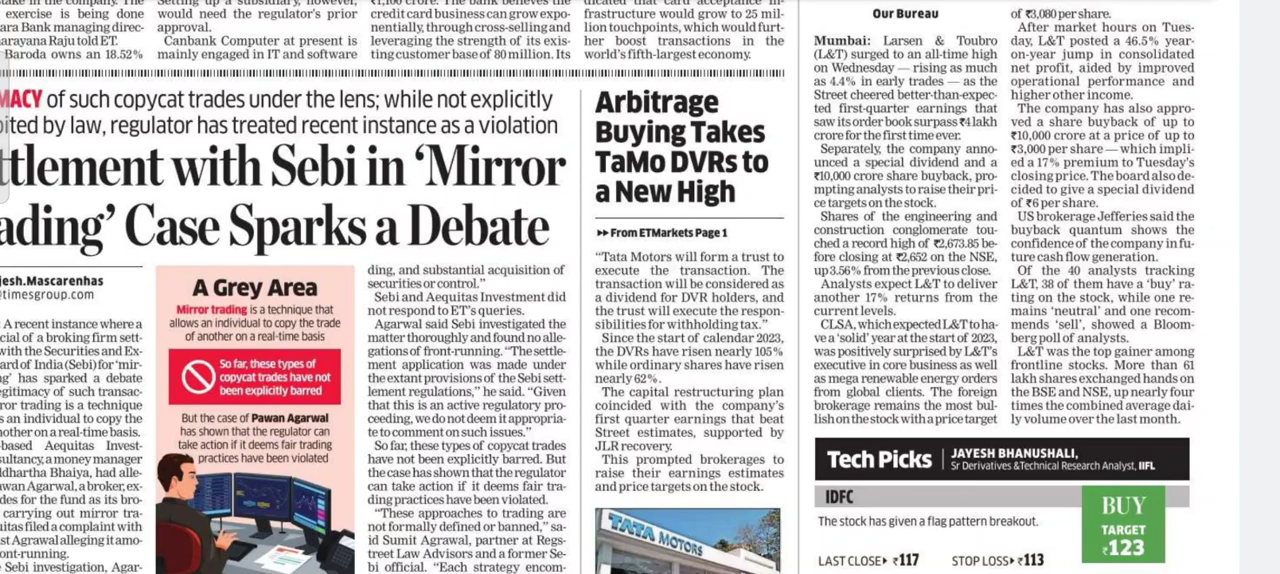 exercise is being done
ara Bank managing direc-
arayana Raju told ET.
Baroda owns an 18.52%
would need the regulator's prior
approval.
Canbank Computer at present is
mainly engaged in IT and software
₹1,100 crore. The bank believes the
credit card business can grow expo-
nentially, through cross-selling and
leveraging the strength of its exis-
ting customer base of 80 million. Its
frastructure would grow to 25 mil-
lion touchpoints, which would furt-
her boost transactions in the
world's fifth-largest economy.
MACY of such copycat trades under the lens; while not explicitly
ited by law, regulator has treated recent instance as a violation
ttlement with Sebi in ‘Mirror
ading’ Case Sparks a Debate
jesh.Mascarenhas
@timesgroup.com
: A recent instance where a
cial of a broking firm sett-
with the Securities and Ex-
ard of India (Sebi) for ‘mir-
ng’ has sparked a debate
egitimacy of such transac-
ror trading is a technique
s an individual to copy the
nother on a real-time basis.
-based Aequitas Invest-
sultancy, a money manager
ddhartha Bhaiya, had alle-
awan Agarwal, a broker, ex-
des for the fund as its bro-
carrying out mirror tra-
uitas filed a complaint with
st Agrawal alleging it amo-
ont-running.
e Sebi investigation, Agar-
A Grey Area
Mirror trading is a technique that
allows an individual to copy the trade
of another on a real-time basis
So far, these types of
copycat trades have not
been explicitly barred
But the case of Pawan Agarwal
has shown that the regulator can
take action if it deems fair trading
practices have been violated
ding, and substantial acquisition of
securities or control.”
Sebi and Aequitas Investment did
not respond to ET's queries.
Agarwal said Sebi investigated the
matter thoroughly and found no alle-
gations of front-running. “The settle-
ment application was made under
the extant provisions of the Sebi sett-
lement regulations,” he said. “Given
that this is an active regulatory pro-
ceeding, we do not deem it appropria-
te to comment on such issues.”
So far, these types of copycat trades
have not been explicitly barred. But
the case has shown that the regulator
can take action if it deems fair tra-
ding practices have been violated.
“These approaches to trading are
not formally defined or banned,” sa-
id Sumit Agrawal, partner at Regs-
treet Law Advisors and a former Se-
bi official. “Each strategy encom-
Arbitrage
Buying Takes
TaMo DVRs to
a New High
From ETMarkets Page 1
“Tata Motors will form a trust to
execute the transaction. The
transaction will be considered as
a dividend for DVR holders, and
the trust will execute the respon-
sibilities for withholding tax.”
Since the start of calendar 2023,
the DVRs have risen nearly 105%
while ordinary shares have risen
nearly 62%.
The capital restructuring plan
coincided with the company's
first quarter earnings that beat
Street estimates, supported by
JLR recovery.
This prompted brokerages to
raise their earnings estimates
and price targets on the stock.
TATA MOTORS
Our Bureau
Mumbai: Larsen & Toubro
(L&T) surged to an all-time high
on Wednesday — rising as much
as 4.4% in early trades — as the
Street cheered better-than-expec-
ted first-quarter earnings that
saw its order book surpass ₹4 lakh
crore for the first time ever.
Separately, the company anno-
unced a special dividend and a
₹10,000 crore share buyback, pro-
mpting analysts to raise their pri-
ce targets on the stock.
Shares of the engineering and
construction conglomerate tou-
ched a record high of ₹2,673.85 be-
fore closing at ₹2,652 on the NSE,
up 3.56% from the previous close.
Analysts expect L&T to deliver
another 17% returns from the
current levels.
CLSA, which expected L&T to ha-
ve a ‘solid’ year at the start of 2023,
was positively surprised by L&T's
executive in core business as well
as mega renewable energy orders
from global clients. The foreign
brokerage remains the most bul-
lish on the stock with a price target
of ₹3,080 per share.
After market hours on Tues-
day, L&T posted a 46.5% year-
on-year jump in consolidated
net profit, aided by improved
operational performance and
higher other income.
The company has also appro-
ved a share buyback of up to
₹10,000 crore at a price of up to
₹3,000 per share — which impli-
ed a 17% premium to Tuesday's
closing price. The board also de-
cided to give a special dividend
of ₹6 per share.
US brokerage Jefferies said the
buyback quantum shows the
confidence of the company in fu-
ture cash flow generation.
Of the 40 analysts tracking
L&T, 38 of them have a ‘buy’ ra-
ting on the stock, while one re-
mains ‘neutral’ and one recom-
mends ‘sell’, showed a Bloom-
berg poll of analysts.
L&T was the top gainer among
frontline stocks. More than 61
lakh shares exchanged hands on
the BSE and NSE, up nearly four
times the combined average dai-
ly volume over the last month.
Tech Picks
JAYESH BHANUSHALI,
Sr Derivatives & Technical Research Analyst, IIFL
IDFC
The stock has given a flag pattern breakout.
LAST CLOSE ₹117 STOP LOSS ₹113
BUY
TARGET
₹123